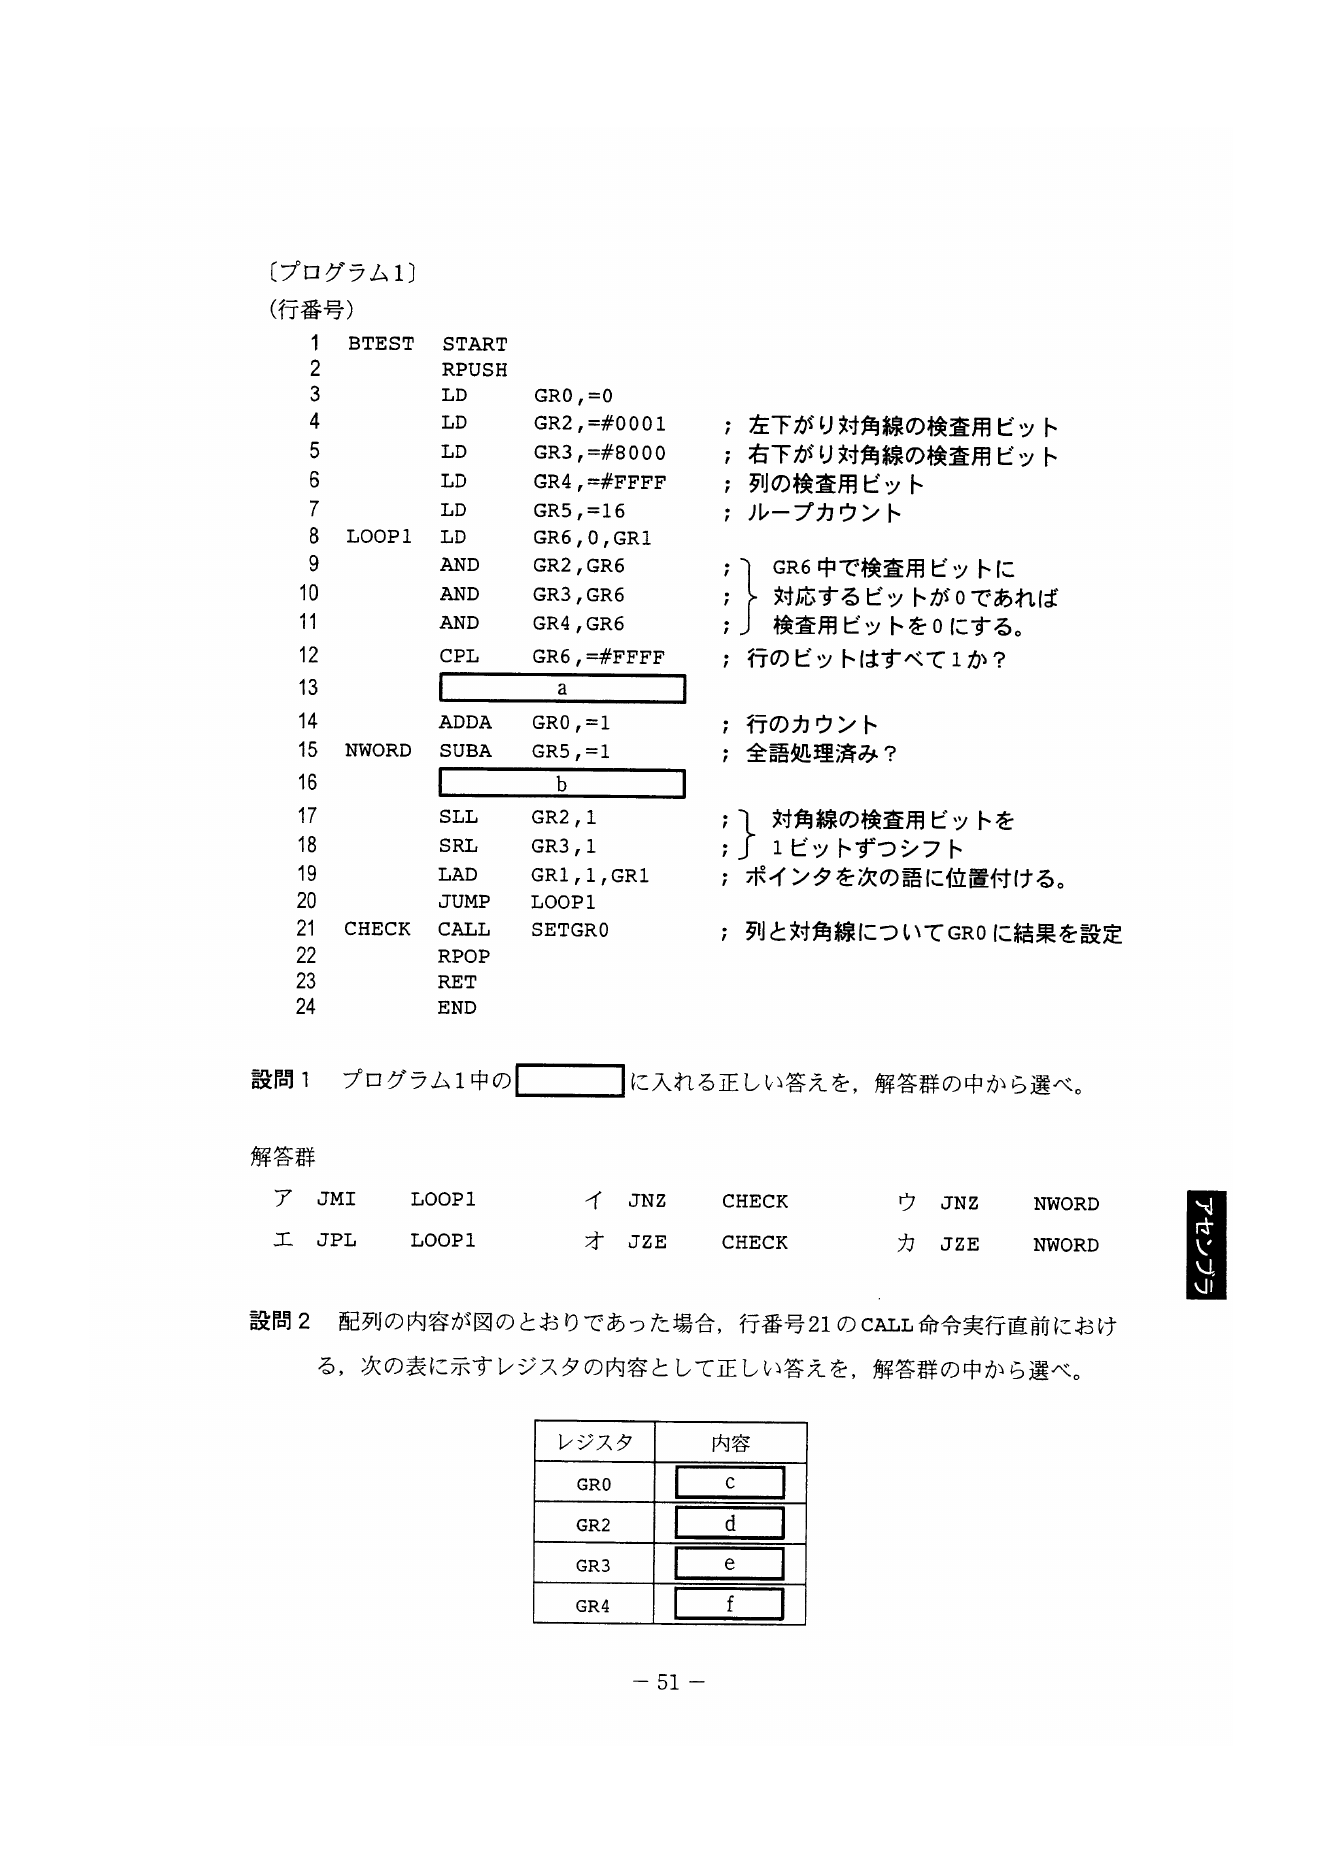 〔プログラム1〕
(行番号)
1 BTEST START
2 RPUSH
3 LD GR0,=0
4 LD GR2,=#0001 ; 左下がり対角線の検査用ビット
5 LD GR3,=#8000 ; 右下がり対角線の検査用ビット
6 LD GR4,=#FFFF ; 列の検査用ビット
7 LD GR5,=16 ; ループカウント
8 LOOP1 LD GR6,0,GR1
9 AND GR2,GR6 ; GR6中で検査用ビットに
10 AND GR3,GR6 ; 対応するビットが0であれば
11 AND GR4,GR6 ; 検査用ビットを0にする。
12 CPL GR6,=#FFFF ; 行のビットはすべて1か?
13 a
14 ADDA GR0,=1 ; 行のカウント
15 NWORD SUBA GR5,=1 ; 全語処理済み?
16 b
17 SLL GR2,1 ; 対角線の検査用ビットを
18 SRL GR3,1 ; 1ビットずつシフト
19 LAD GR1,1,GR1 ; ポインタを次の語に位置付ける。
20 JUMP LOOP1
21 CHECK CALL SETGR0 ; 列と対角線についてGR0に結果を設定
22 RPOP
23 RET
24 END
設問1 プログラム1中の に入れる正しい答えを，解答群の中から選べ。
解答群
ア JMI LOOP1 イ JNZ CHECK ウ JNZ NWORD
エ JPL LOOP1 オ JZE CHECK カ JZE NWORD
アセンブラ
設問2 配列の内容が図のとおりであった場合，行番号21のCALL命令実行直前におけ
る，次の表に示すレジスタの内容として正しい答えを，解答群の中から選べ。
レジスタ 内容
GR0 c
GR2 d
GR3 e
GR4 f
－ 51 －